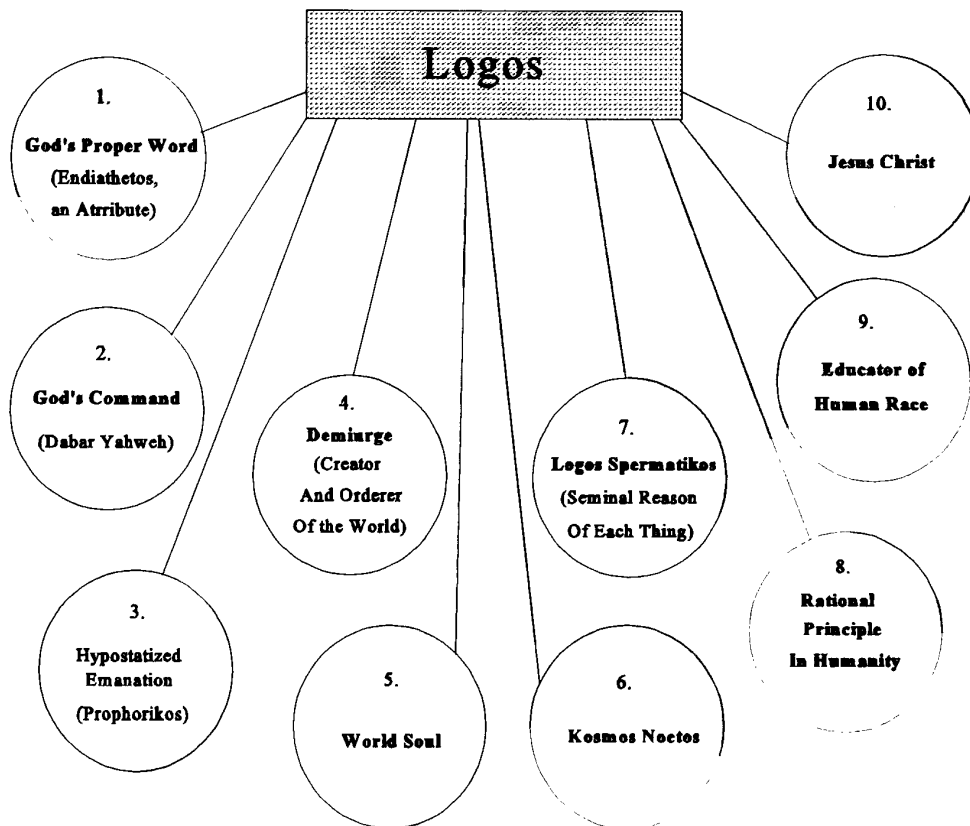 Logos
1.
God's Proper Word
(Endiathetos,
an Atrribute)
2.
God's Command
(Dabar Yahweh)
3.
Hypostatized
Emanation
(Prophorikos)
4.
Demiurge
(Creator
And Orderer
Of the World)
5.
World Soul
6.
Kosmos Noetos
7.
Logos Spermatikos
(Seminal Reason
Of Each Thing)
8.
Rational
Principle
In Humanity
9.
Educator of
Human Race
10.
Jesus Christ